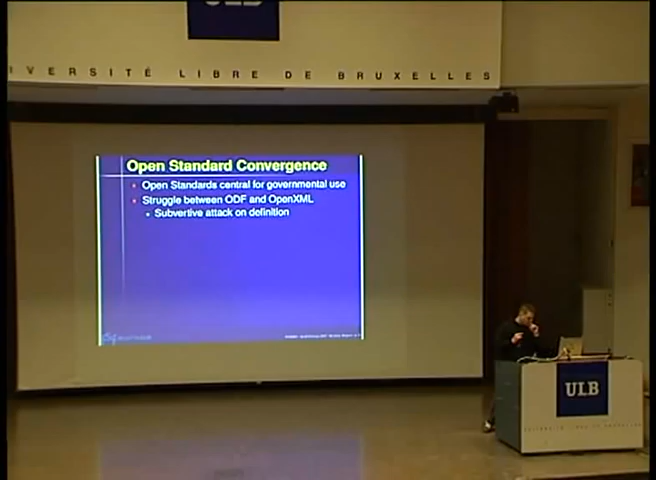 ULB
UNIVERSITÉ LIBRE DE BRUXELLES
Open Standard Convergence
Open Standards central for governmental use
Struggle between ODF and OpenXML
Subvertive attack on definition
ULB